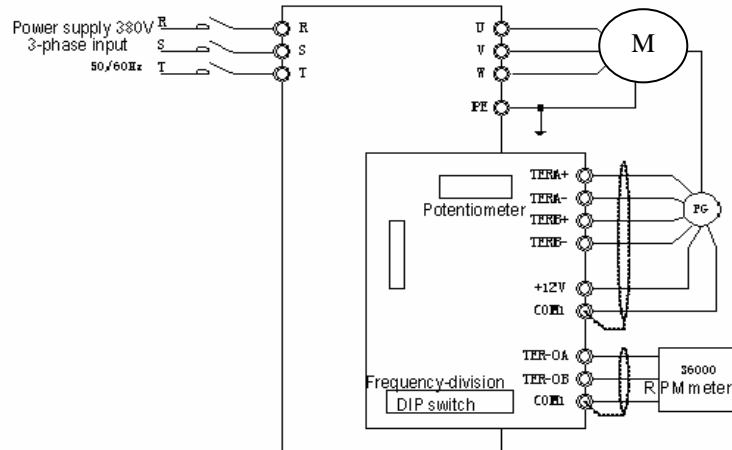 Power supply 380V
3-phase input
50/60Hz
R
S
T
R
S
T
U
V
W
PE
M
TERA+
TERA-
TERB+
TERB-
+12V
COM1
PG
Potentiometer
TER-OA
TER-OB
COM1
Frequency-division
DIP switch
S6000
RPM meter